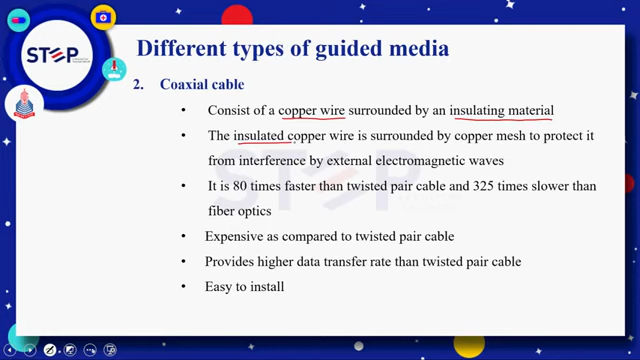 STEP
Different types of guided media
2. Coaxial cable
• Consist of a copper wire surrounded by an insulating material
• The insulated copper wire is surrounded by copper mesh to protect it
from interference by external electromagnetic waves
• It is 80 times faster than twisted pair cable and 325 times slower than
fiber optics
• Expensive as compared to twisted pair cable
• Provides higher data transfer rate than twisted pair cable
• Easy to install
STEP